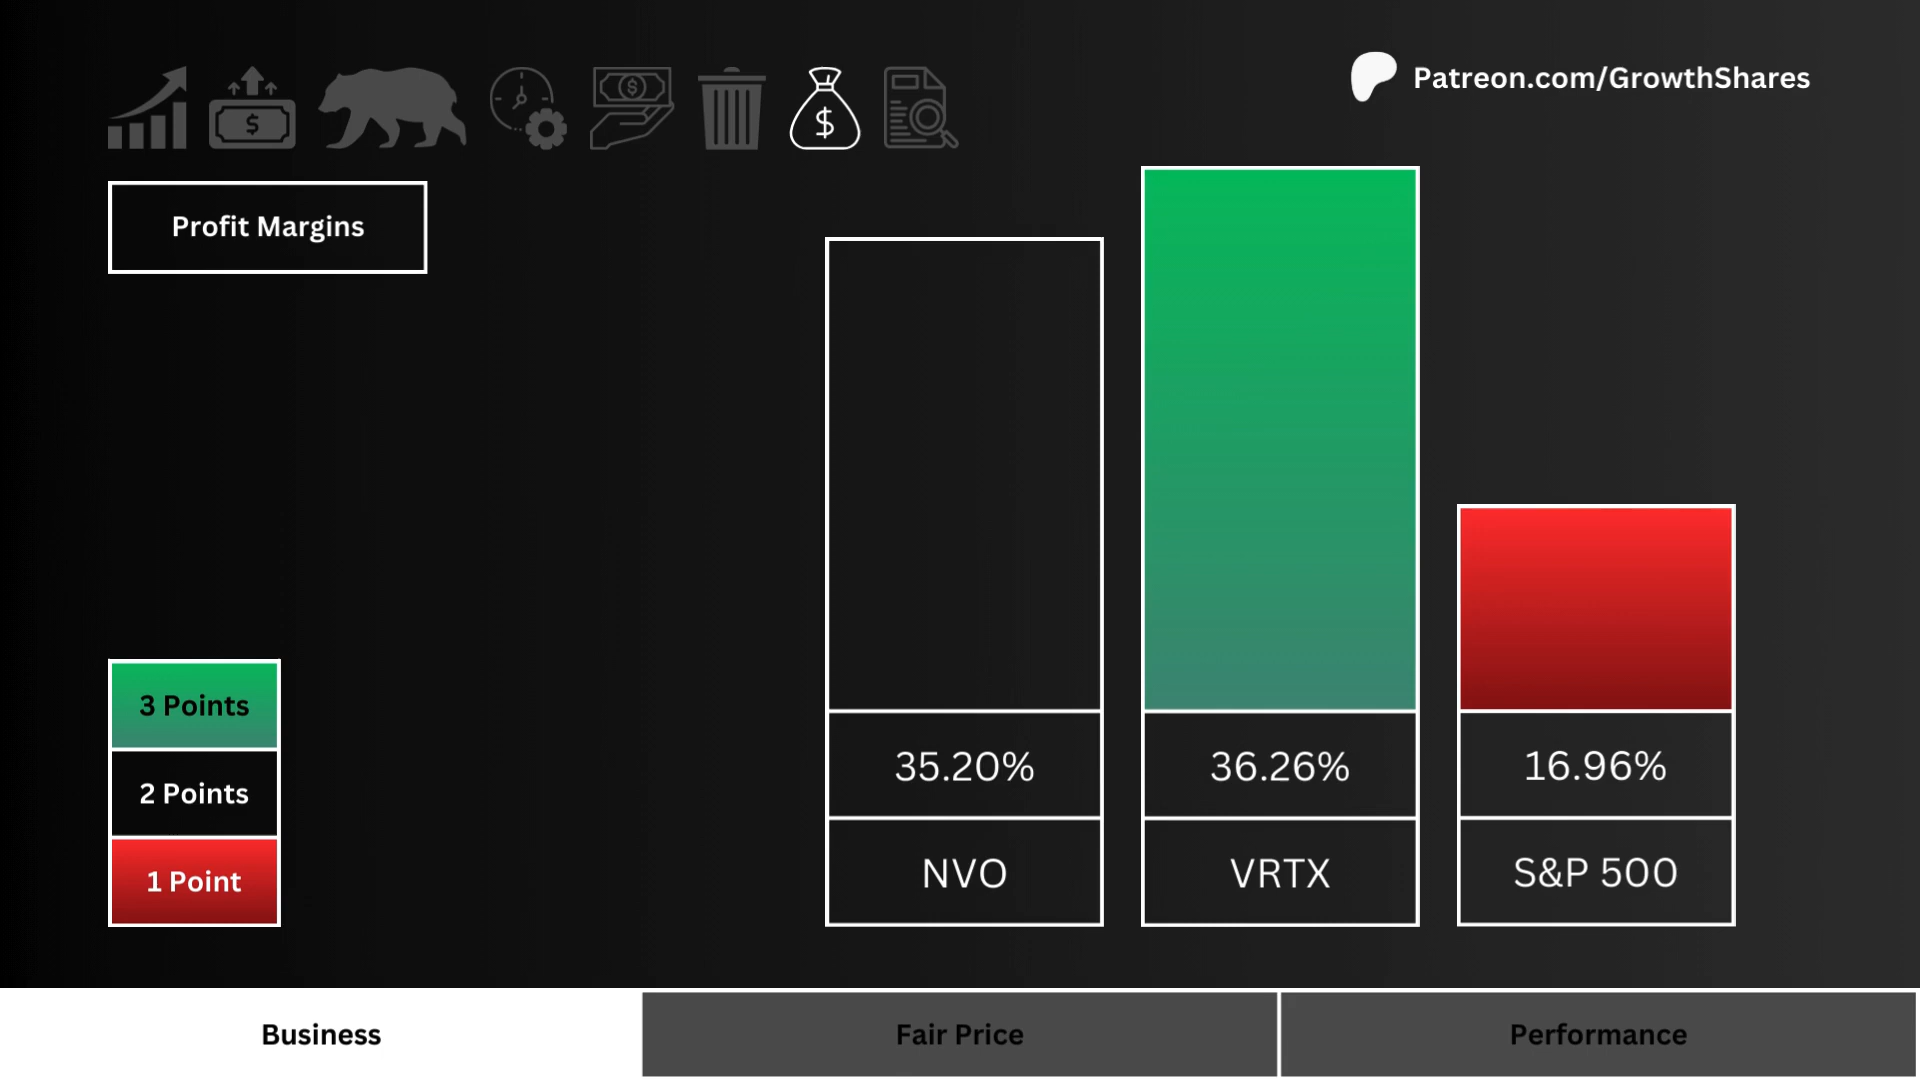 Patreon.com/GrowthShares
Profit Margins
3 Points
2 Points
1 Point
35.20%
36.26%
16.96%
NVO
VRTX
S&P 500
Business
Fair Price
Performance